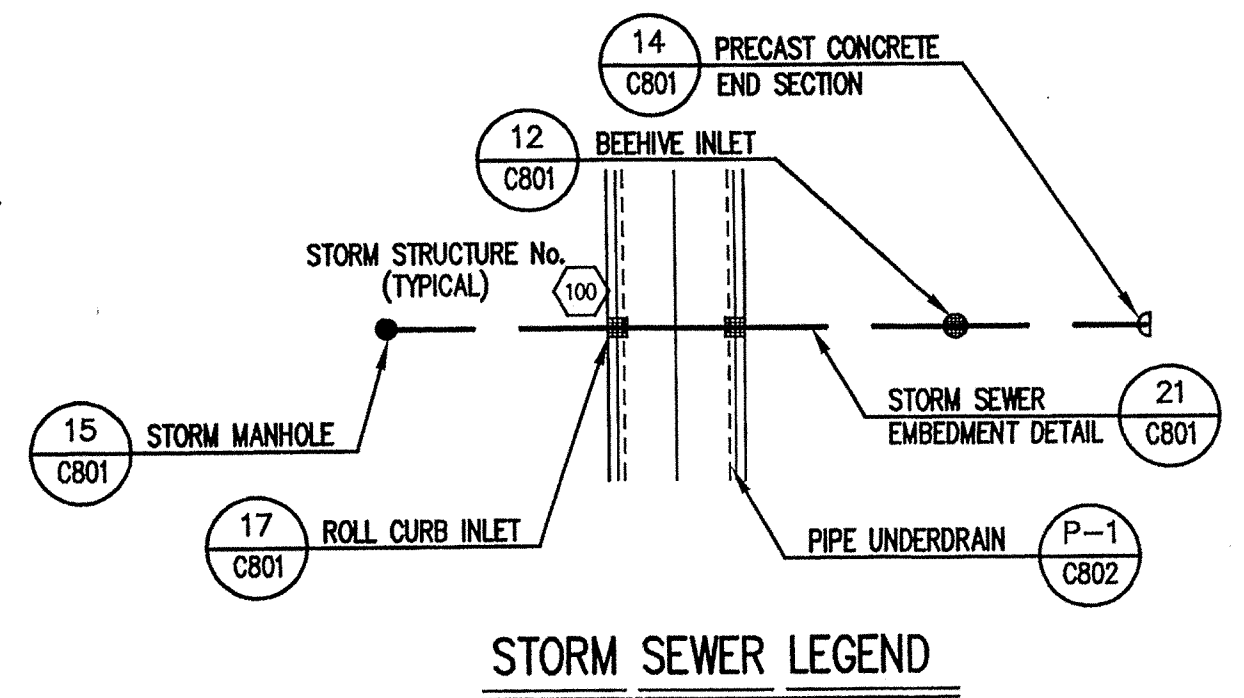 14
C801
PRECAST CONCRETE
END SECTION
12
C801
BEEHIVE INLET
STORM STRUCTURE No.
(TYPICAL)
100
15
C801
STORM MANHOLE
STORM SEWER
EMBEDMENT DETAIL
21
C801
17
C801
ROLL CURB INLET
PIPE UNDERDRAIN
P-1
C802
STORM SEWER LEGEND